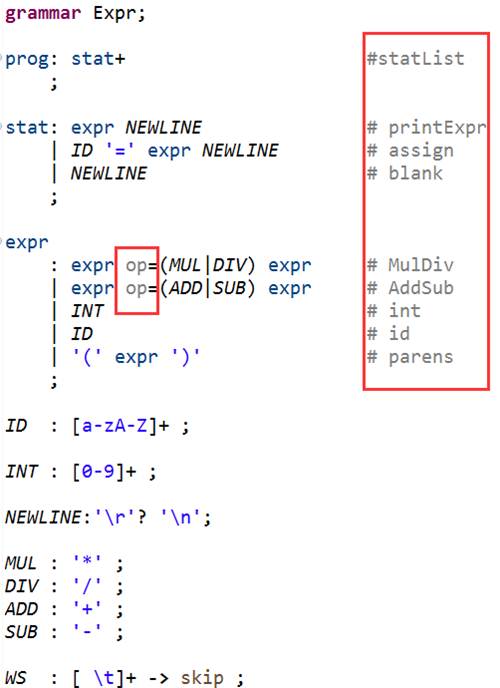 grammar Expr;
prog: stat+ #statList
;
stat: expr NEWLINE # printExpr
| ID '=' expr NEWLINE # assign
| NEWLINE # blank
;
expr
: expr op=(MUL|DIV) expr # MulDiv
| expr op=(ADD|SUB) expr # AddSub
| INT # int
| ID # id
| '(' expr ')' # parens
;
ID : [a-zA-Z]+ ;
INT : [0-9]+ ;
NEWLINE:'\r'? '\n';
MUL : '*' ;
DIV : '/' ;
ADD : '+' ;
SUB : '-' ;
WS : [ \t]+ -> skip ;